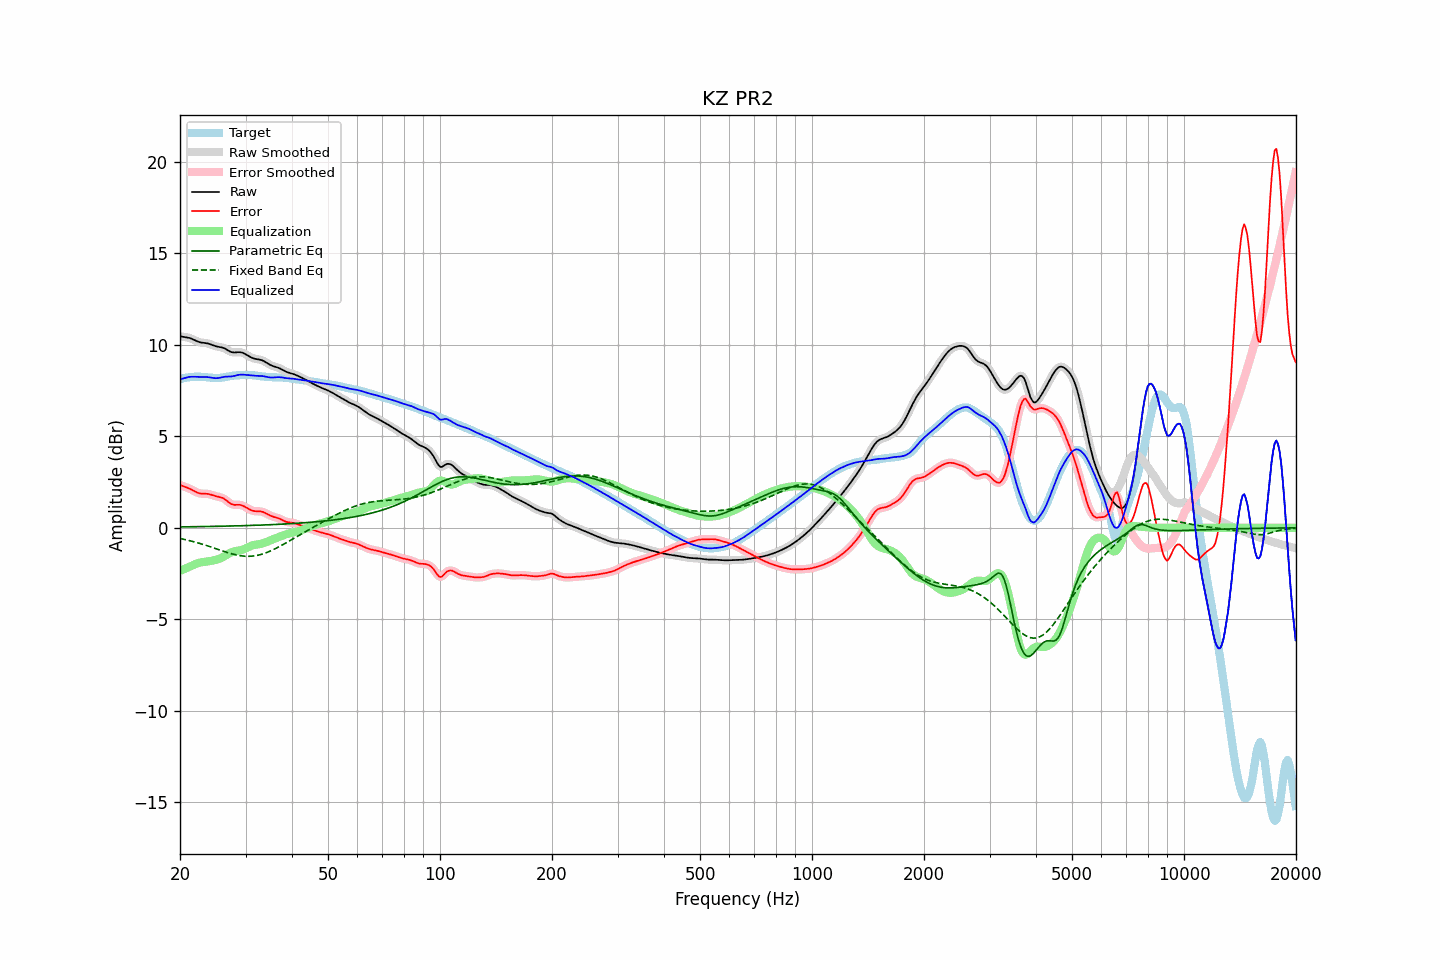 KZ PR2
Target
Raw Smoothed
Error Smoothed
Raw
Error
Equalization
Parametric Eq
Fixed Band Eq
Equalized
Amplitude (dBr)
20
15
10
5
0
−5
−10
−15
20 50 100 200 500 1000 2000 5000 10000 20000
Frequency (Hz)